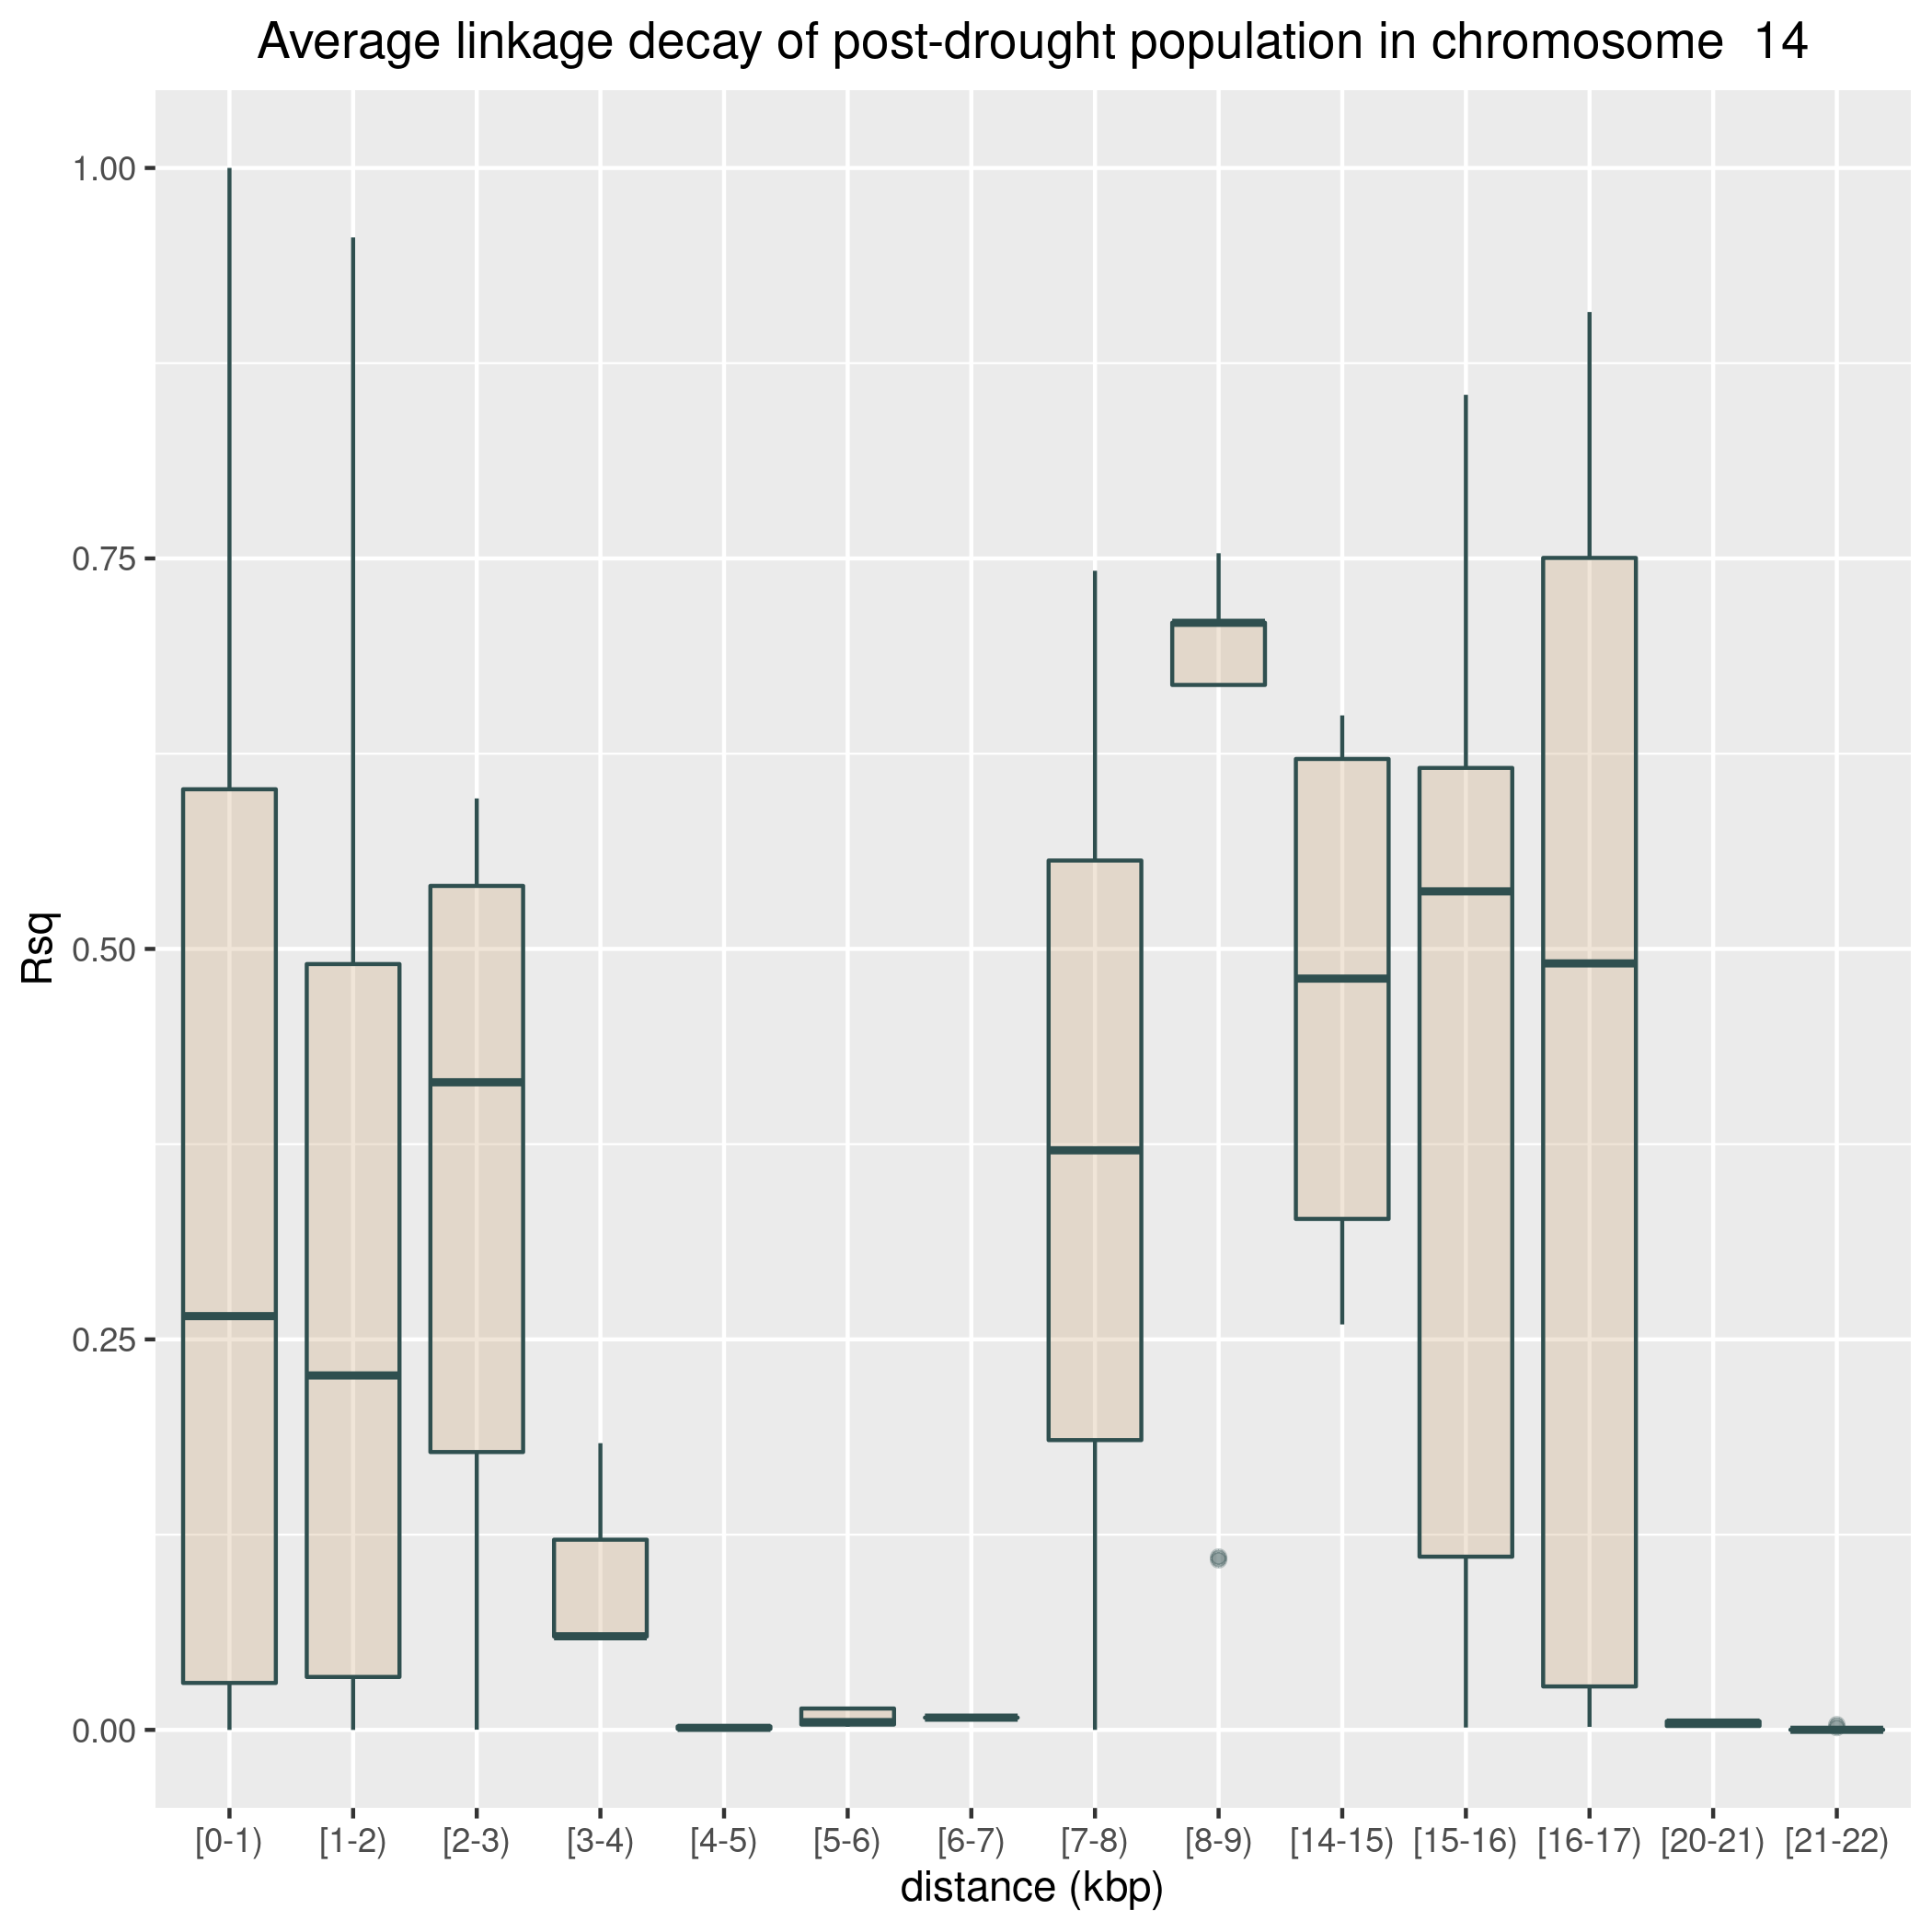 Average linkage decay of post-drought population in chromosome  14
1.00
0.75
0.50
0.25
0.00
Rsq
[0-1) [1-2) [2-3) [3-4) [4-5) [5-6) [6-7) [7-8) [8-9) [14-15) [15-16) [16-17) [20-21) [21-22)
distance (kbp)